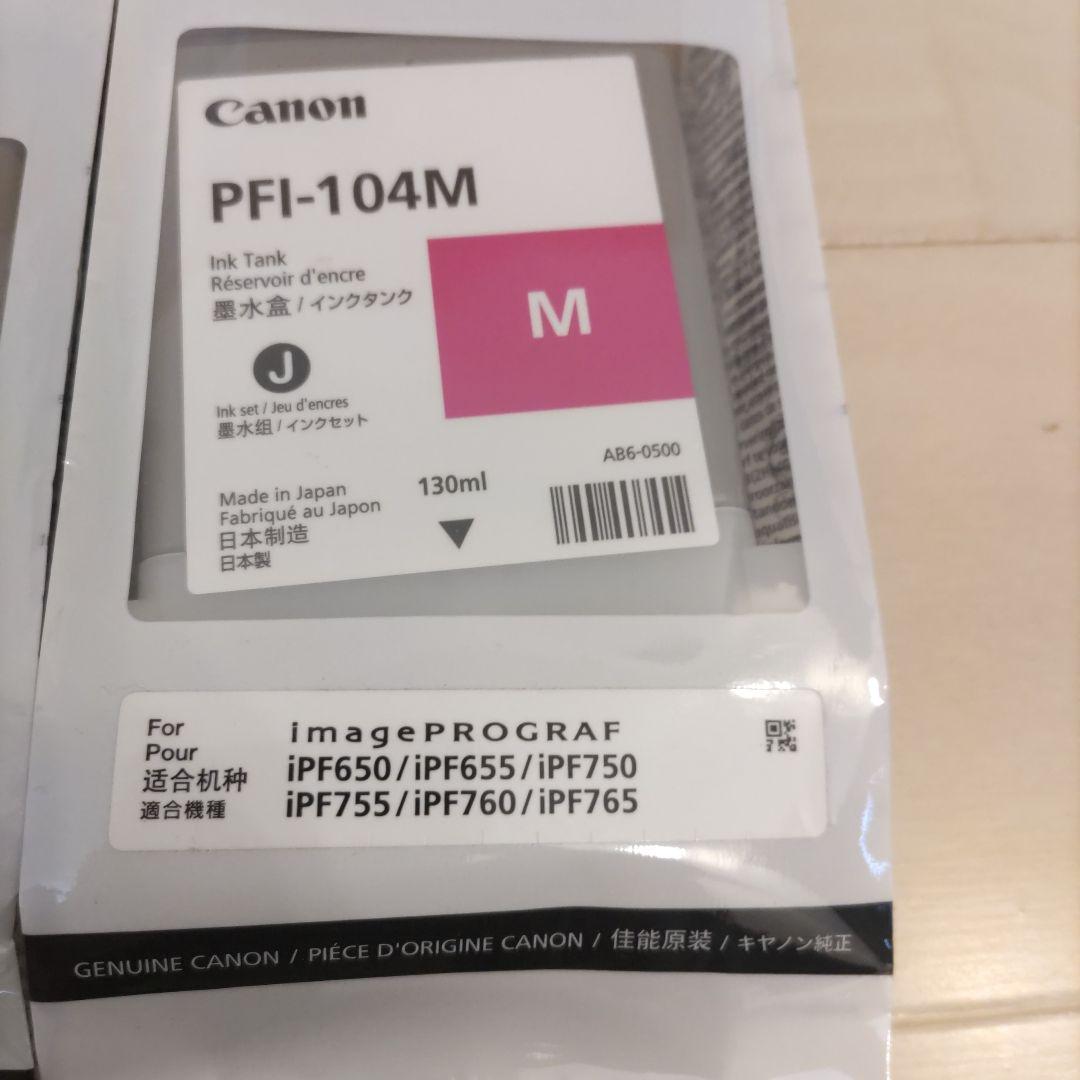 Canon
PFI-104M
Ink Tank
Réservoir d'encre
墨水盒 / インクタンク
M
J
Ink set / Jeu d'encres
墨水组 / インクセット
AB6-0500
Made in Japan
Fabriqué au Japon
日本制造
日本製
130ml
For
Pour
适合机种
適合機種
imagePROGRAF
iPF650/iPF655/iPF750
iPF755/iPF760/iPF765
GENUINE CANON / PIÉCE D'ORIGINE CANON / 佳能原装 / キヤノン純正